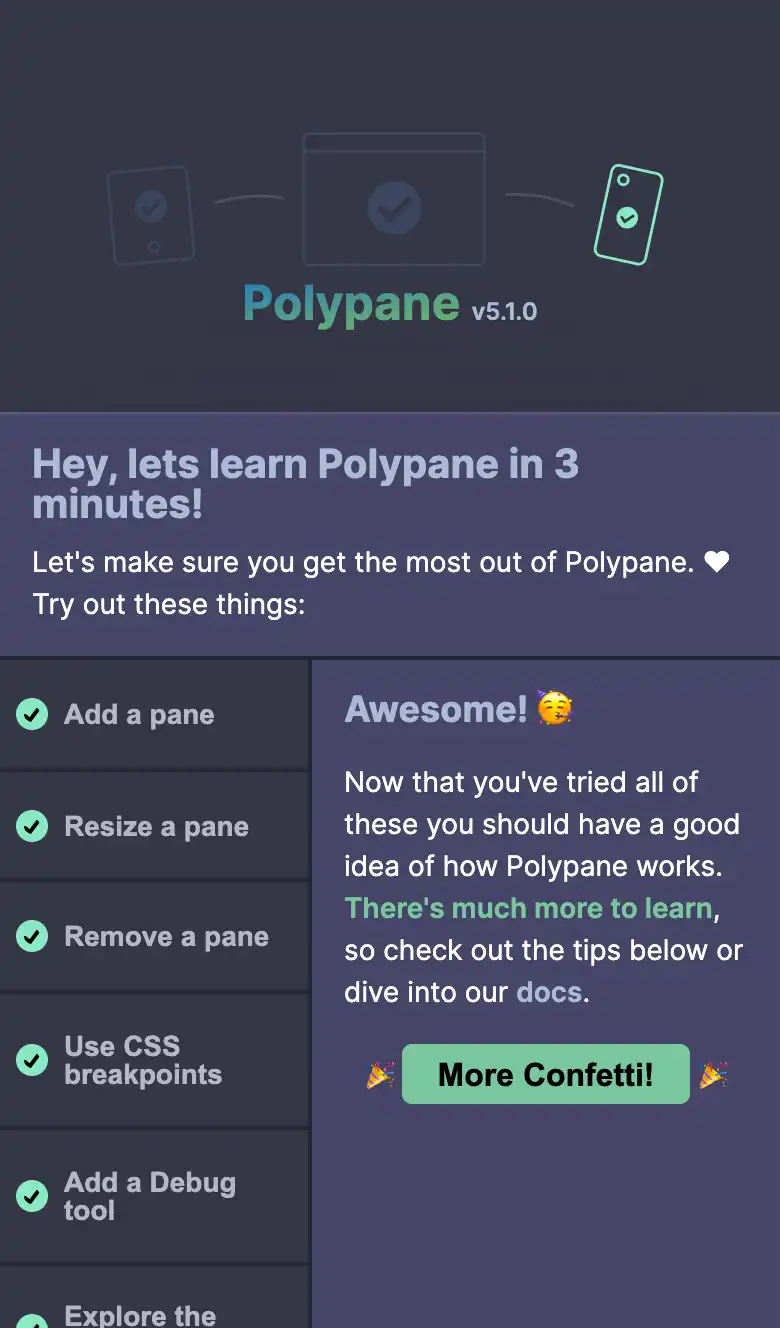 Polypane v5.1.0
Hey, lets learn Polypane in 3
minutes!
Let's make sure you get the most out of Polypane. ♥
Try out these things:
Add a pane
Resize a pane
Remove a pane
Use CSS
breakpoints
Add a Debug
tool
Explore the
Awesome! 🥳
Now that you've tried all of
these you should have a good
idea of how Polypane works.
There's much more to learn,
so check out the tips below or
dive into our docs.
🎉 More Confetti! 🎉